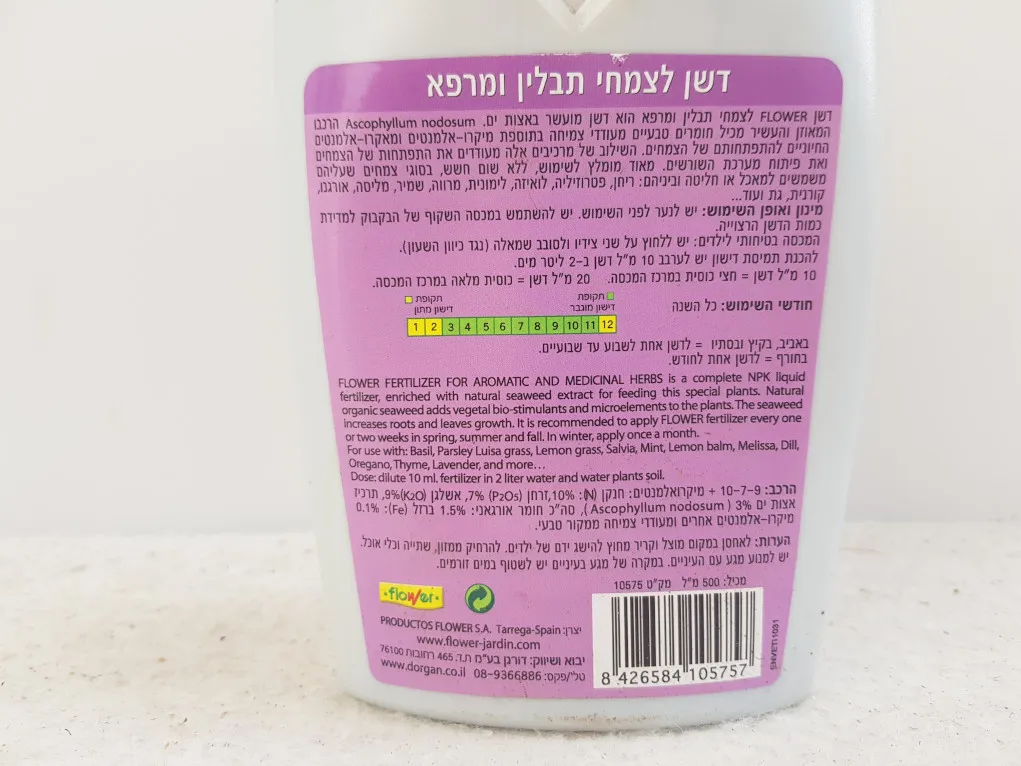 דשן לצמחי תבלין ומרפא
דשן FLOWER לצמחי תבלין ומרפא הוא דשן מועשר באצות ים. Ascophyllum nodosum הרכבו
המאוזן והעשיר מכיל חומרים טבעיים מעודדי צמיחה בתוספת מיקרו-אלמנטים ומאקרו-אלמנטים
החיוניים להתפתחותם של הצמחים. השילוב של מרכיבים אלה מעודדים את התפתחות של הצמחים
ואת פיתוח מערכת השורשים. מאוד מומלץ לשימוש, ללא שום חשש, בסוגי צמחים שעליהם
משמשים למאכל או חליטה וביניהם: ריחן, פטרוזיליה, לואיזה, לימונית, מרווה, שמיר, מליסה, אורגנו,
קורנית, גת ועוד...
מינון ואופן השימוש: יש לנער לפני השימוש. יש להשתמש במכסה השקוף של הבקבוק למדידת
כמות הדשן הרצוייה.
המכסה בטיחותי לילדים: יש ללחוץ על שני צידיו ולסובב שמאלה (נגד כיוון השעון).
להכנת תמיסת דישון יש לערבב 10 מ"ל דשן ב-2 ליטר מים.
10 מ"ל דשן = חצי כוסית במרכז המכסה. 20 מ"ל דשן = כוסית מלאה במרכז המכסה.
חודשי השימוש: כל השנה
תקופת דישון מוגבר
תקופת דישון מתון
1 2 3 4 5 6 7 8 9 10 11 12
באביב, בקיץ ובסתיו = לדשן אחת לשבוע עד שבועיים.
בחורף = לדשן אחת לחודש.
FLOWER FERTILIZER FOR AROMATIC AND MEDICINAL HERBS is a complete NPK liquid
fertilizer, enriched with natural seaweed extract for feeding this special plants. Natural
organic seaweed adds vegetal bio-stimulants and microelements to the plants. The seaweed
increases roots and leaves growth. It is recommended to apply FLOWER fertilizer every one
or two weeks in spring, summer and fall. In winter, apply once a month.
For use with: Basil, Parsley Luisa grass, Lemon grass, Salvia, Mint, Lemon balm, Melissa, Dill,
Oregano, Thyme, Lavender, and more...
Dose: dilute 10 ml. fertilizer in 2 liter water and water plants soil.
הרכב: 10-7-9 + מיקרואלמנטים: חנקן (N): 10%, זרחן (P2O5) 7%, אשלגן (K2O)9%, תרכיז
אצות ים 3% (Ascophyllum nodosum), סה"כ חומר אורגאני: 1.5% ברזל (Fe): 0.1%
מיקרו-אלמנטים אחרים ומעודדי צמיחה ממקור טבעי.
הערות: לאחסן במקום מוצל וקריר מחוץ להישג ידם של ילדים. להרחיק ממזון, שתייה וכלי אוכל.
יש למנוע מגע עם העיניים. במקרה של מגע בעיניים יש לשטוף במים זורמים.
מכיל: 500 מ"ל מק"ט 10575
flower
יצרן: PRODUCTOS FLOWER S.A. Tarrega-Spain
www.flower-jardin.com
יבוא ושיווק: דורגן בע"מ ת.ד. 465 רחובות 76100
טל'/פקס: 08-9366886 www.dorgan.co.il
8 426584 105757
ENVETI1031